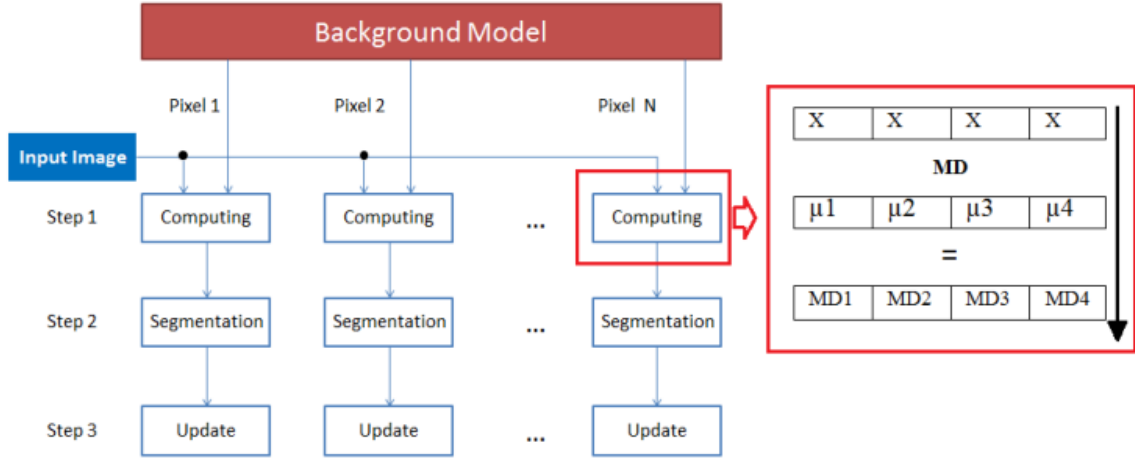 Background Model
Pixel 1 Pixel 2 Pixel N
Input Image
Step 1 Computing Computing ... Computing
Step 2 Segmentation Segmentation ... Segmentation
Step 3 Update Update ... Update
X X X X
MD
µ1 µ2 µ3 µ4
=
MD1 MD2 MD3 MD4